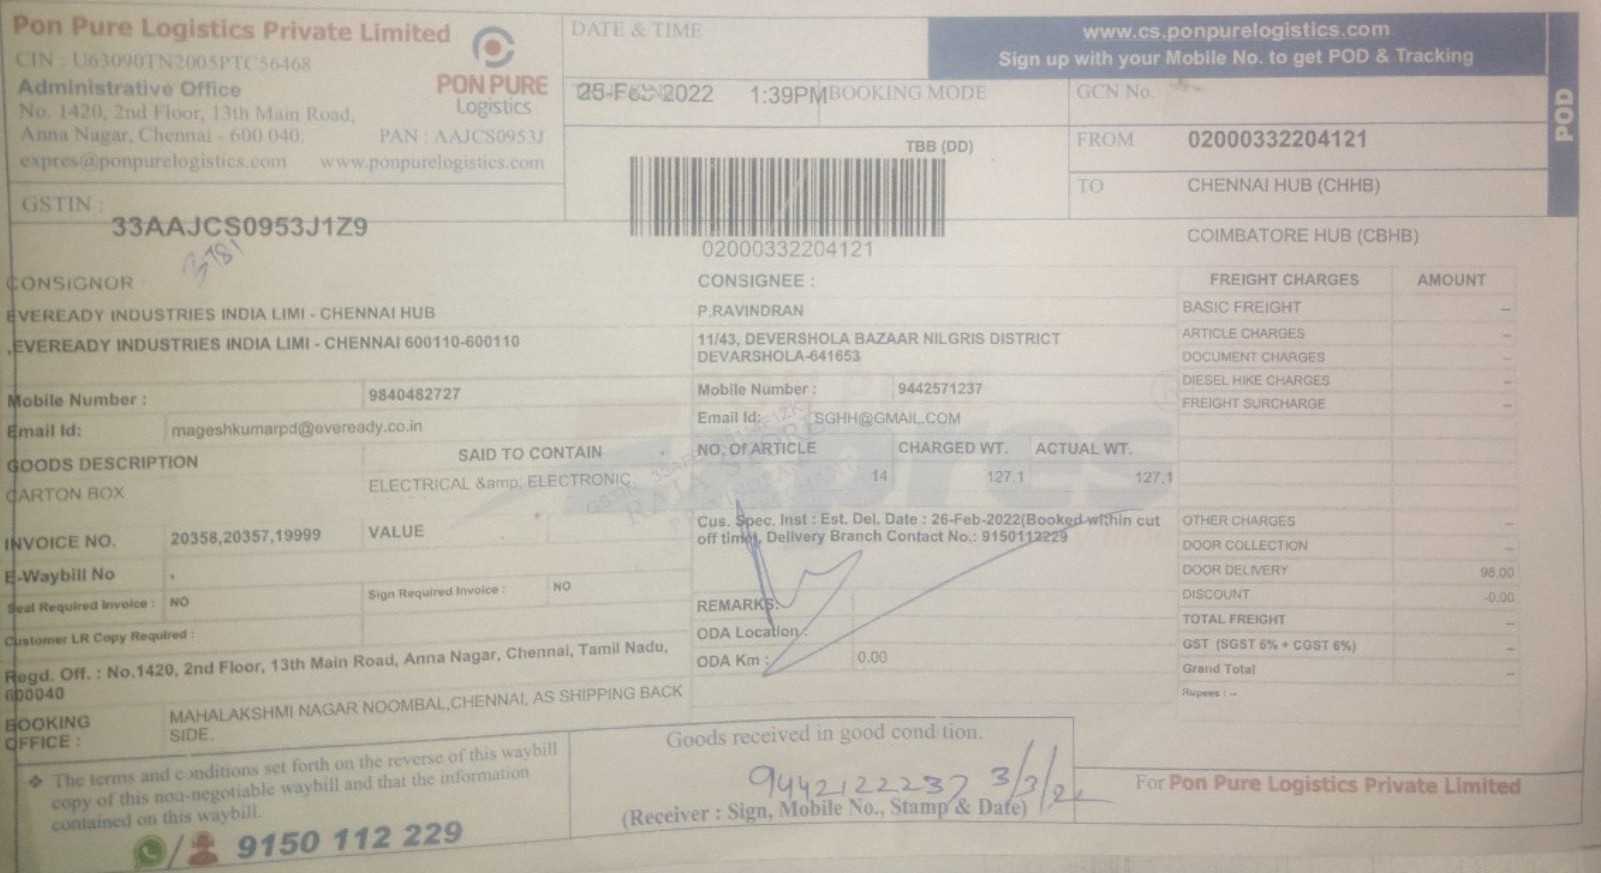 Pon Pure Logistics Private Limited
CIN : U63090TN2005PTC56468
Administrative Office
No. 1420, 2nd Floor, 13th Main Road,
Anna Nagar, Chennai - 600 040.
PAN : AAJCS0953J
expres@ponpurelogistics.com www.ponpurelogistics.com
PON PURE
Logistics
GSTIN :
33AAJCS0953J1Z9
3781
DATE & TIME
25-Feb-2022 1:39PM
BOOKING MODE
TBB (DD)
02000332204121
www.cs.ponpurelogistics.com
Sign up with your Mobile No. to get POD & Tracking
POD
GCN No.
FROM 02000332204121
TO CHENNAI HUB (CHHB)
COIMBATORE HUB (CBHB)
CONSIGNOR
EVEREADY INDUSTRIES INDIA LIMI - CHENNAI HUB
,EVEREADY INDUSTRIES INDIA LIMI - CHENNAI 600110-600110
Mobile Number : 9840482727
Email Id: mageshkumarpd@eveready.co.in
GOODS DESCRIPTION SAID TO CONTAIN
CARTON BOX ELECTRICAL &amp; ELECTRONIC
INVOICE NO. 20358,20357,19999 VALUE
E-Waybill No ,
Seal Required Invoice : NO Sign Required Invoice : NO
Customer LR Copy Required :
Regd. Off. : No.1420, 2nd Floor, 13th Main Road, Anna Nagar, Chennai, Tamil Nadu,
600040
BOOKING OFFICE : MAHALAKSHMI NAGAR NOOMBAL,CHENNAI, AS SHIPPING BACK
SIDE.
CONSIGNEE :
P.RAVINDRAN
11/43, DEVERSHOLA BAZAAR NILGRIS DISTRICT
DEVARSHOLA-641653
Mobile Number : 9442571237
Email Id: SGHH@GMAIL.COM
NO. Of ARTICLE CHARGED WT. ACTUAL WT.
14 127.1 127.1
Cus. Spec. Inst : Est. Del. Date : 26-Feb-2022(Booked within cut
off time), Delivery Branch Contact No.: 9150112229
REMARKS:
ODA Location :
ODA Km : 0.00
FREIGHT CHARGES AMOUNT
BASIC FREIGHT –
ARTICLE CHARGES –
DOCUMENT CHARGES –
DIESEL HIKE CHARGES –
FREIGHT SURCHARGE –
OTHER CHARGES –
DOOR COLLECTION –
DOOR DELIVERY 98.00
DISCOUNT -0.00
TOTAL FREIGHT –
GST (SGST 6% + CGST 6%) –
Grand Total –
Rupees : –
❖ The terms and conditions set forth on the reverse of this waybill
copy of this non-negotiable waybill and that the information
contained on this waybill.
/ 9150 112 229
Goods received in good condition.
9442122237 3/3/22
(Receiver : Sign, Mobile No., Stamp & Date)
For Pon Pure Logistics Private Limited